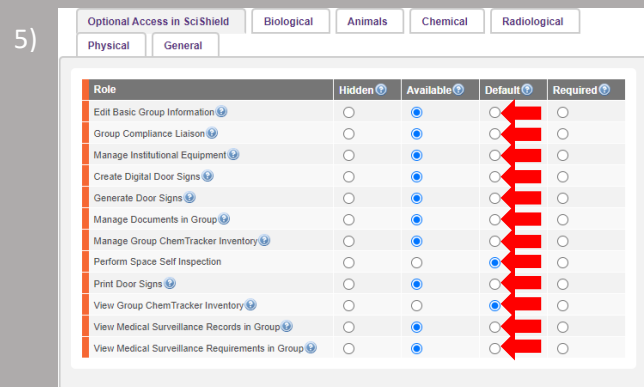 5)
Optional Access in SciShield Biological Animals Chemical Radiological
Physical General
Role Hidden Available Default Required
Edit Basic Group Information
Group Compliance Liaison
Manage Institutional Equipment
Create Digital Door Signs
Generate Door Signs
Manage Documents in Group
Manage Group ChemTracker Inventory
Perform Space Self Inspection
Print Door Signs
View Group ChemTracker Inventory
View Medical Surveillance Records in Group
View Medical Surveillance Requirements in Group